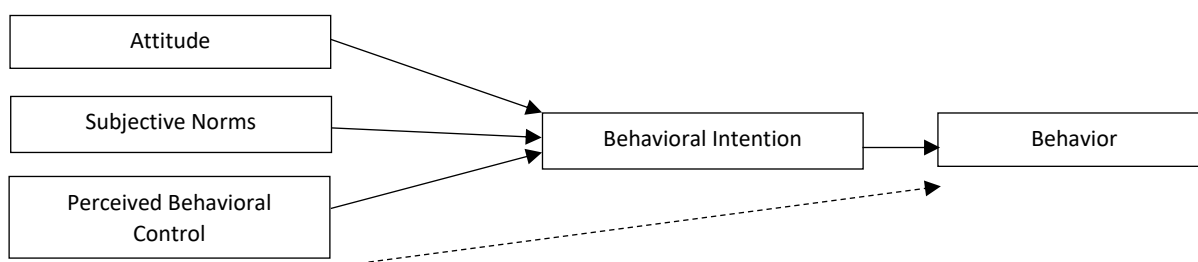 Attitude
Subjective Norms
Perceived Behavioral
Control
Behavioral Intention
Behavior